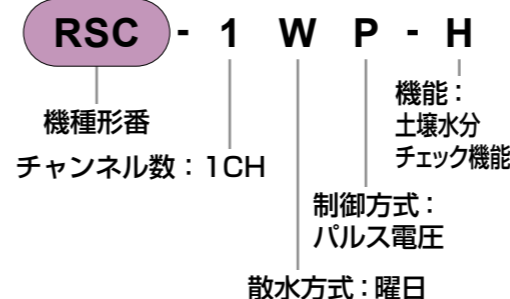 RSC - 1 W P - H
機能：
土壌水分
チェック機能
機種形番
チャンネル数：1CH
制御方式：
パルス電圧
散水方式：曜日